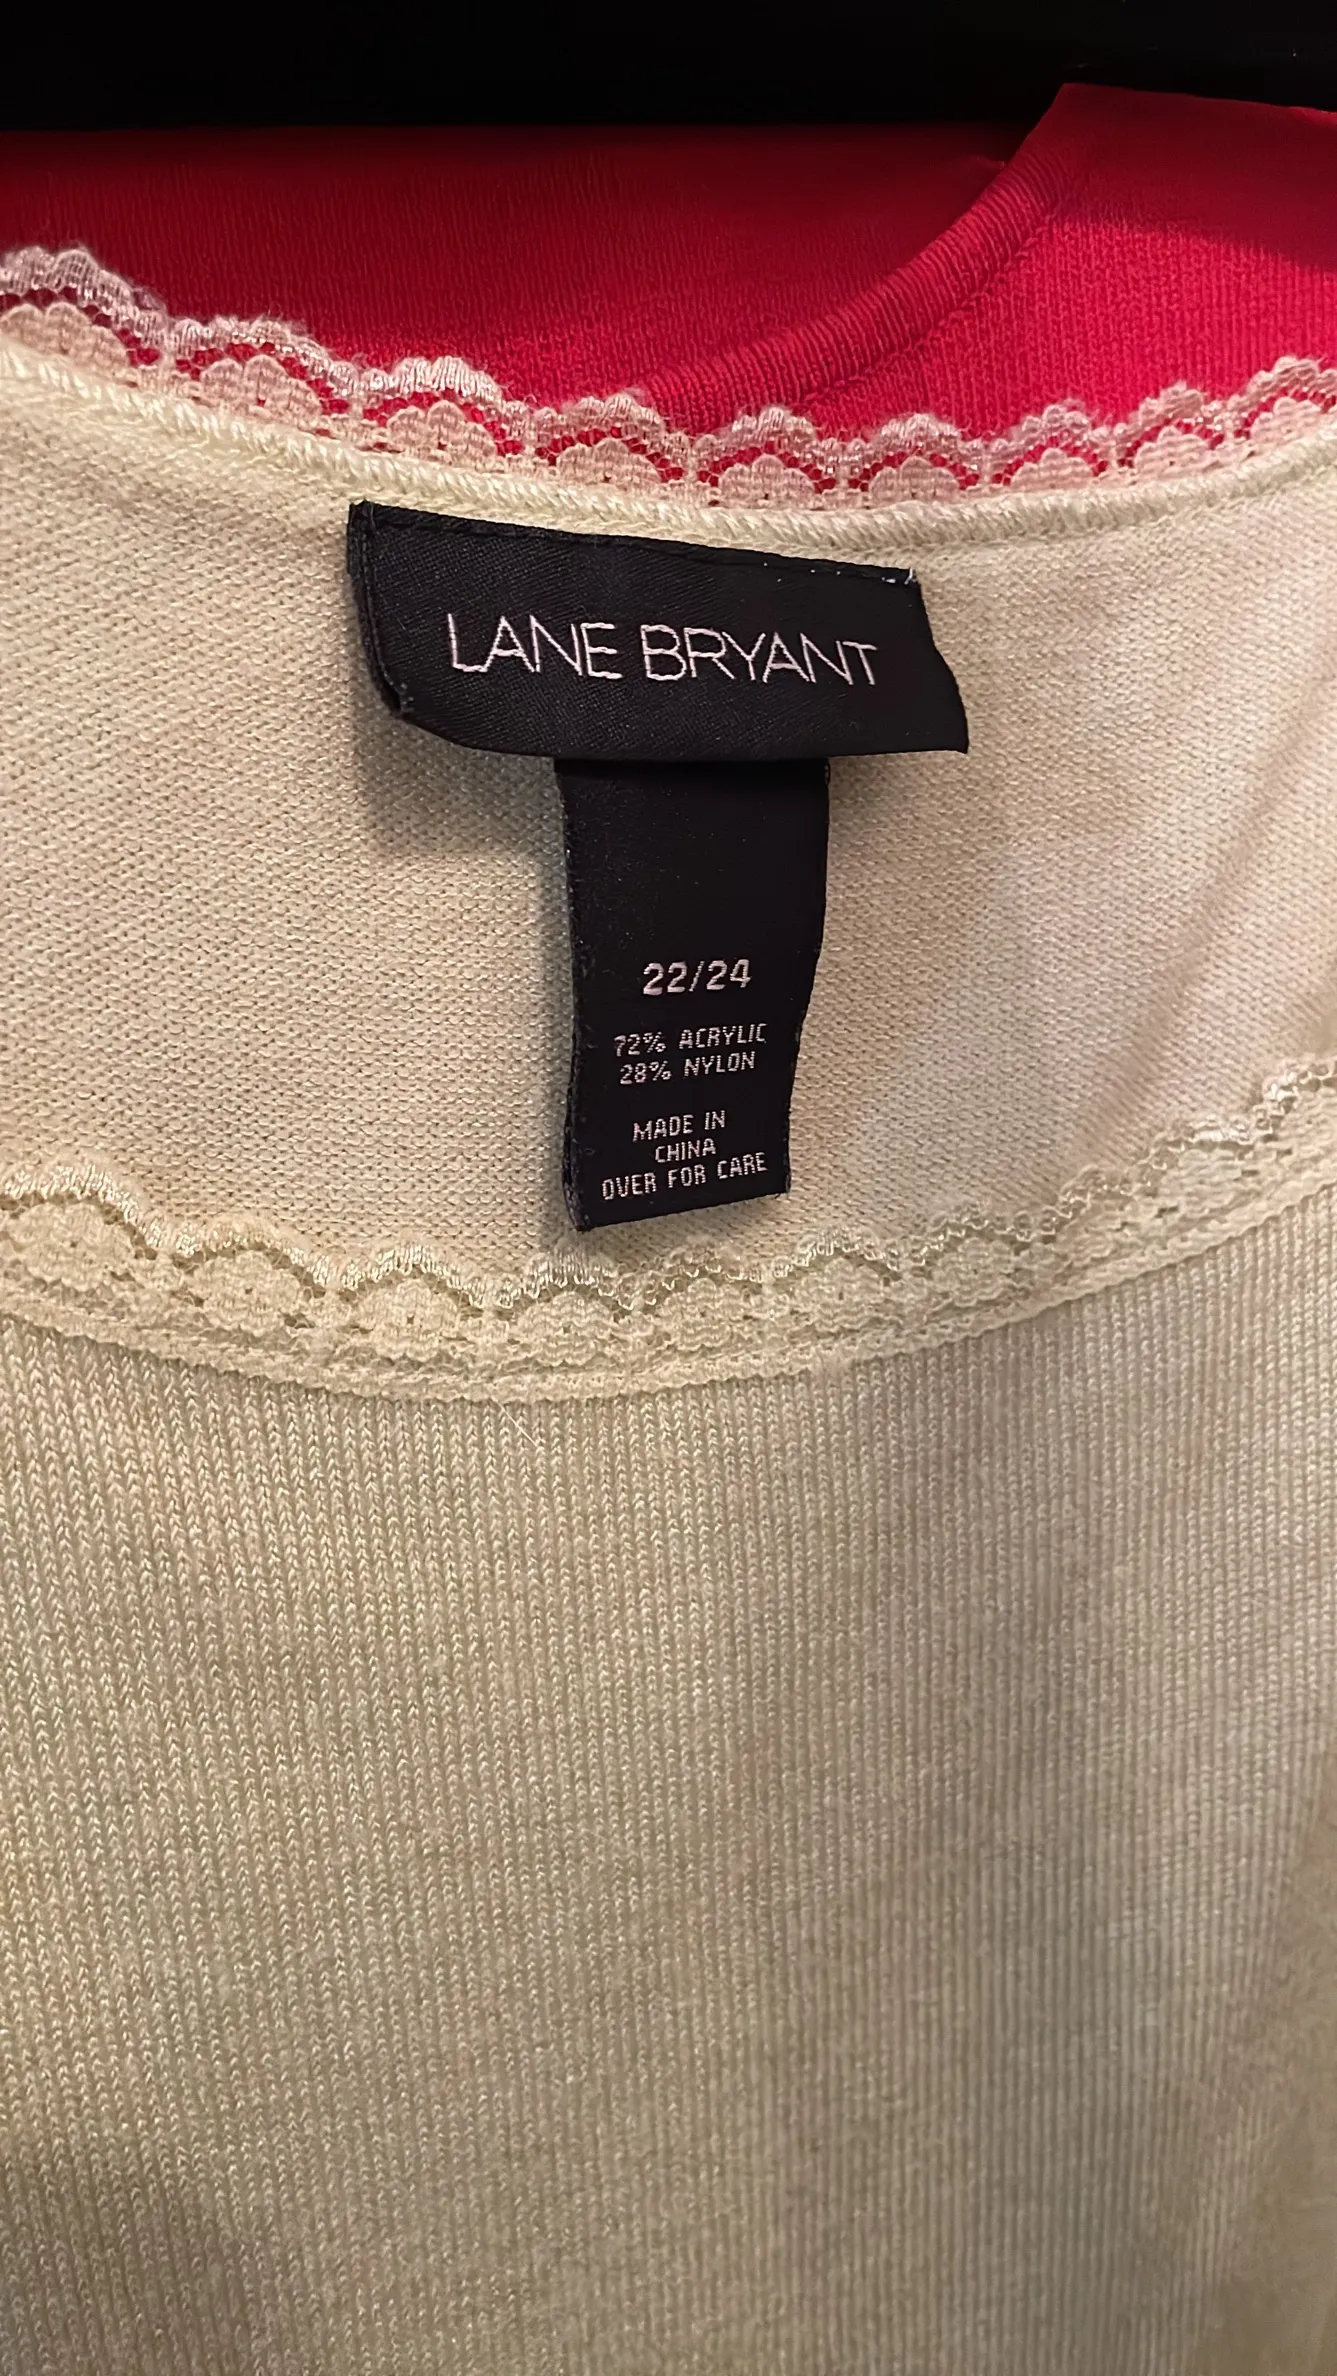 LANE BRYANT
22/24
72% ACRYLIC
28% NYLON
MADE IN
CHINA
OVER FOR CARE